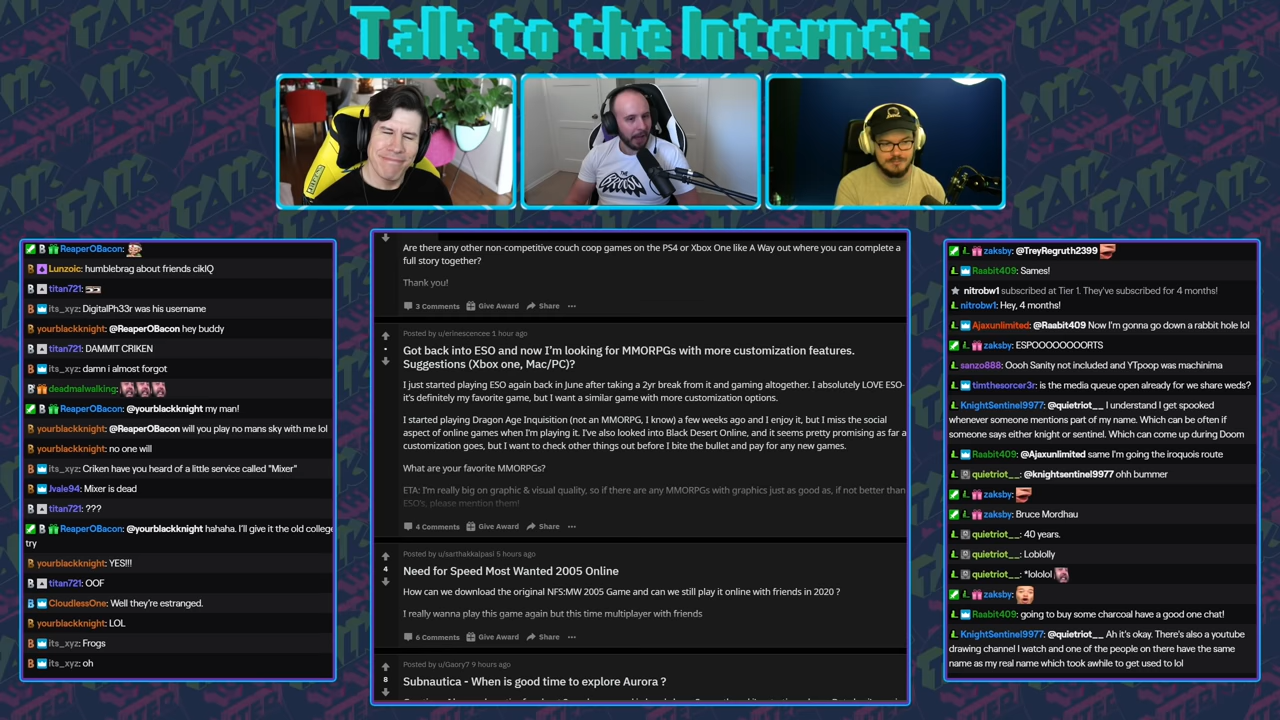 Talk to the Internet
ReaperOBacon:
Lunzoic: humblebrag about friends cikIQ
titan721:
its_xyz: DigitalPh33r was his username
yourblackknight: @ReaperOBacon hey buddy
titan721: DAMMIT CRIKEN
its_xyz: damn i almost forgot
deadmalwalking:
ReaperOBacon: @yourblackknight my man!
yourblackknight: @ReaperOBacon will you play no mans sky with me lol
yourblackknight: no one will
its_xyz: Criken have you heard of a little service called "Mixer"
Jvale94: Mixer is dead
titan721: ???
ReaperOBacon: @yourblackknight hahaha. I'll give it the old college
try
yourblackknight: YES!!!
titan721: OOF
CloudlessOne: Well they're estranged.
yourblackknight: LOL
its_xyz: Frogs
its_xyz: oh
Are there any other non-competitive couch coop games on the PS4 or Xbox One like A Way out where you can complete a
full story together?
Thank you!
3 Comments Give Award Share
Posted by u/erinescencee 1 hour ago
Got back into ESO and now I'm looking for MMORPGs with more customization features.
Suggestions (Xbox one, Mac/PC)?
I just started playing ESO again back in June after taking a 2yr break from it and gaming altogether. I absolutely LOVE ESO-
it's definitely my favorite game, but I want a similar game with more customization options.
I started playing Dragon Age Inquisition (not an MMORPG, I know) a few weeks ago and I enjoy it, but I miss the social
aspect of online games when I'm playing it. I've also looked into Black Desert Online, and it seems pretty promising as far a
customization goes, but I want to check other things out before I bite the bullet and pay for any new games.
What are your favorite MMORPGs?
ETA: I'm really big on graphic & visual quality, so if there are any MMORPGs with graphics just as good as, if not better than
ESO's, please mention them!
4 Comments Give Award Share
Posted by u/sarthakkalpasi 5 hours ago
4
Need for Speed Most Wanted 2005 Online
How can we download the original NFS:MW 2005 Game and can we still play it online with friends in 2020 ?
I really wanna play this game again but this time multiplayer with friends
6 Comments Give Award Share
Posted by u/Gaory7 9 hours ago
8
Subnautica - When is good time to explore Aurora ?
zaksby: @TreyRegruth2399
Raabit409: Sames!
nitrobw1 subscribed at Tier 1. They've subscribed for 4 months!
nitrobw1: Hey, 4 months!
Ajaxunlimited: @Raabit409 Now I'm gonna go down a rabbit hole lol
zaksby: ESPOOOOOOORTS
sanzo888: Oooh Sanity not included and YTpoop was machinima
timthesorcer3r: is the media queue open already for we share weds?
KnightSentinel9977: @quietriot__ I understand I get spooked
whenever someone mentions part of my name. Which can be often if
someone says either knight or sentinel. Which can come up during Doom
Raabit409: @Ajaxunlimited same I'm going the iroquois route
quietriot__: @knightsentinel9977 ohh bummer
zaksby:
zaksby: Bruce Mordhau
quietriot__: 40 years.
quietriot__: Loblolly
quietriot__: *lololol
zaksby:
Raabit409: going to buy some charcoal have a good one chat!
KnightSentinel9977: @quietriot__ Ah it's okay. There's also a youtube
drawing channel I watch and one of the people on there have the same
name as my real name which took awhile to get used to lol